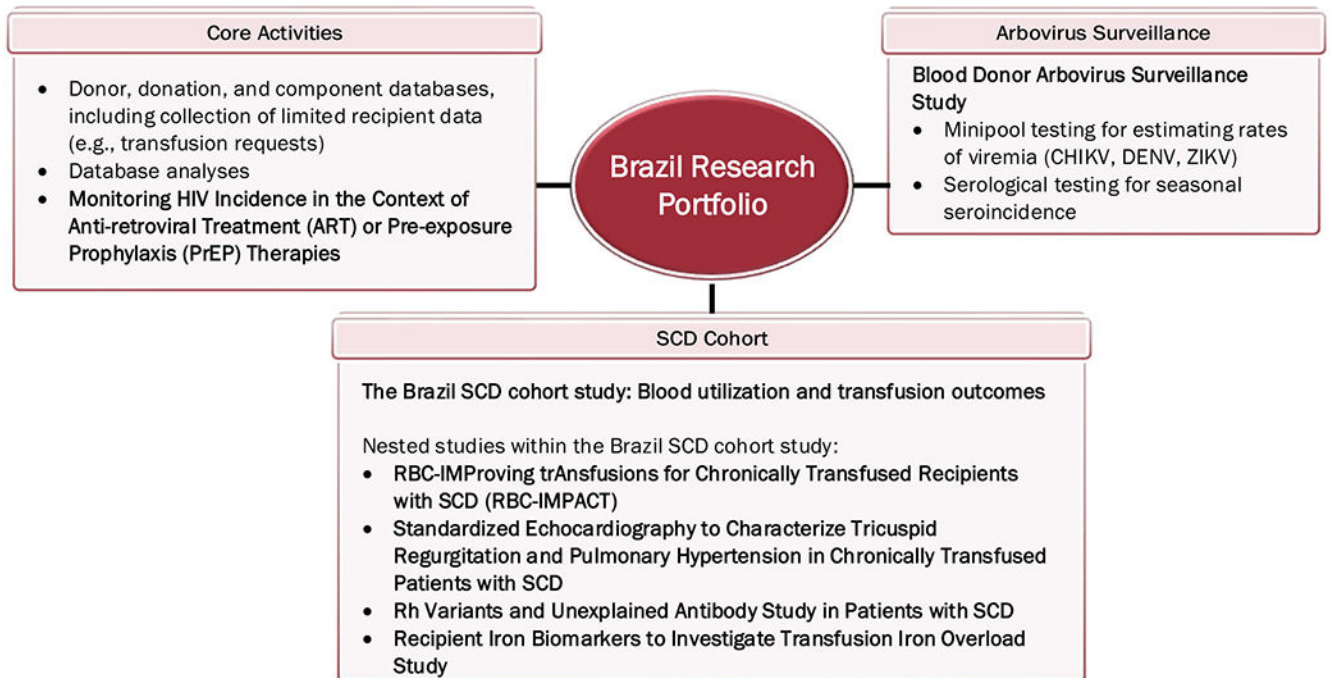 Core Activities
• Donor, donation, and component databases,
including collection of limited recipient data
(e.g., transfusion requests)
• Database analyses
• Monitoring HIV Incidence in the Context of
Anti-retroviral Treatment (ART) or Pre-exposure
Prophylaxis (PrEP) Therapies
Brazil Research
Portfolio
Arbovirus Surveillance
Blood Donor Arbovirus Surveillance
Study
• Minipool testing for estimating rates
of viremia (CHIKV, DENV, ZIKV)
• Serological testing for seasonal
seroincidence
SCD Cohort
The Brazil SCD cohort study: Blood utilization and transfusion outcomes
Nested studies within the Brazil SCD cohort study:
• RBC-IMProving trAnsfusions for Chronically Transfused Recipients
with SCD (RBC-IMPACT)
• Standardized Echocardiography to Characterize Tricuspid
Regurgitation and Pulmonary Hypertension in Chronically Transfused
Patients with SCD
• Rh Variants and Unexplained Antibody Study in Patients with SCD
• Recipient Iron Biomarkers to Investigate Transfusion Iron Overload
Study